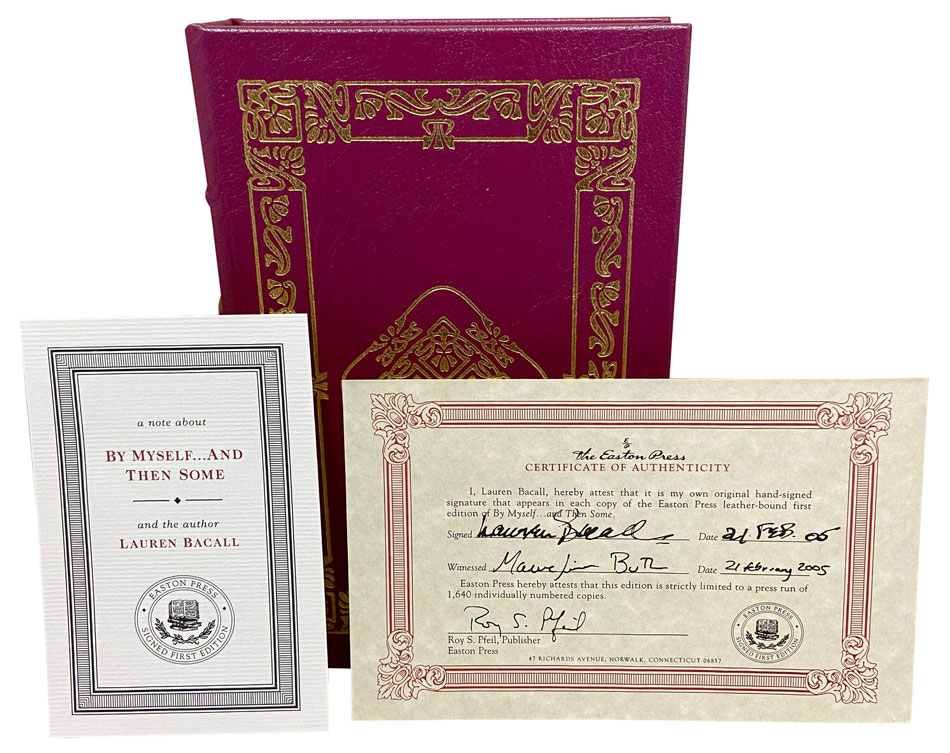 a note about
BY MYSELF...AND
THEN SOME
and the author
LAUREN BACALL
EASTON PRESS
SIGNED FIRST EDITION
The Easton Press
CERTIFICATE OF AUTHENTICITY
I, Lauren Bacall, hereby attest that it is my own original hand-signed
signature that appears in each copy of the Easton Press leather-bound first
edition of By Myself...and Then Some.
Signed Lauren Bacall Date 21 FEB. 05
Witnessed Date 21 february 2005
Easton Press hereby attests that this edition is strictly limited to a press run of
1,640 individually numbered copies.
Roy S. Pfeil
Roy S. Pfeil, Publisher
Easton Press
47 RICHARDS AVENUE, NORWALK, CONNECTICUT 06857
EASTON PRESS
SIGNED FIRST EDITION